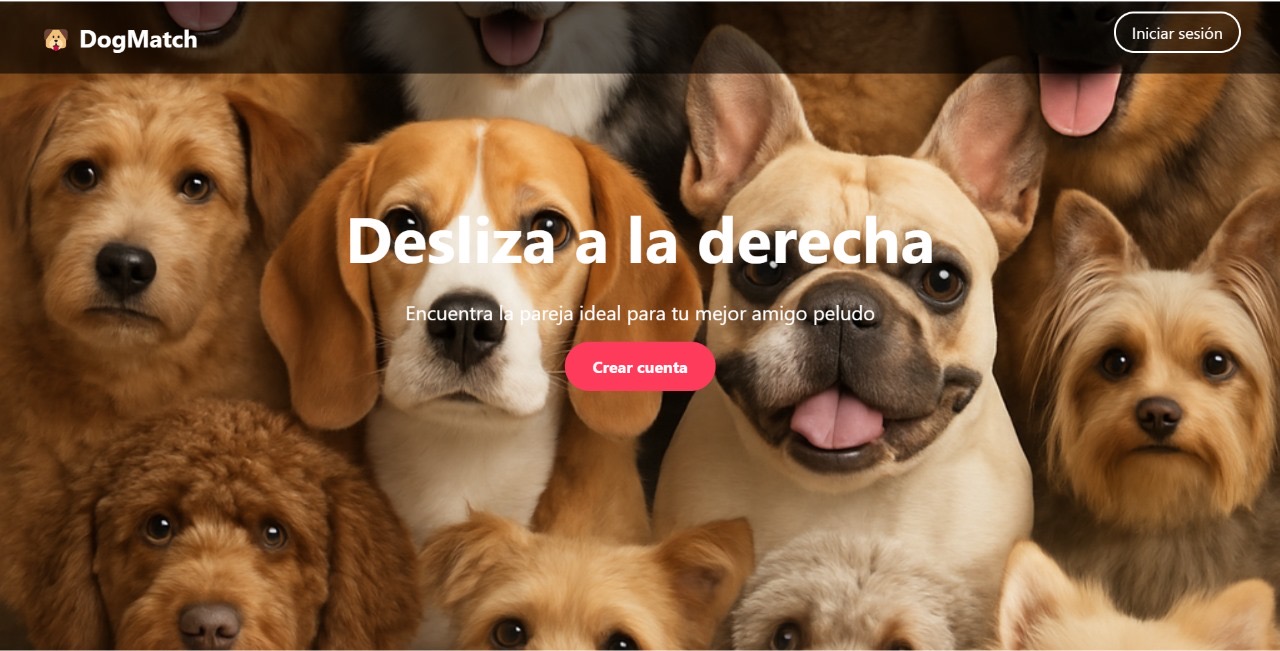 DogMatch
Iniciar sesión
Desliza a la derecha
Encuentra la pareja ideal para tu mejor amigo peludo
Crear cuenta